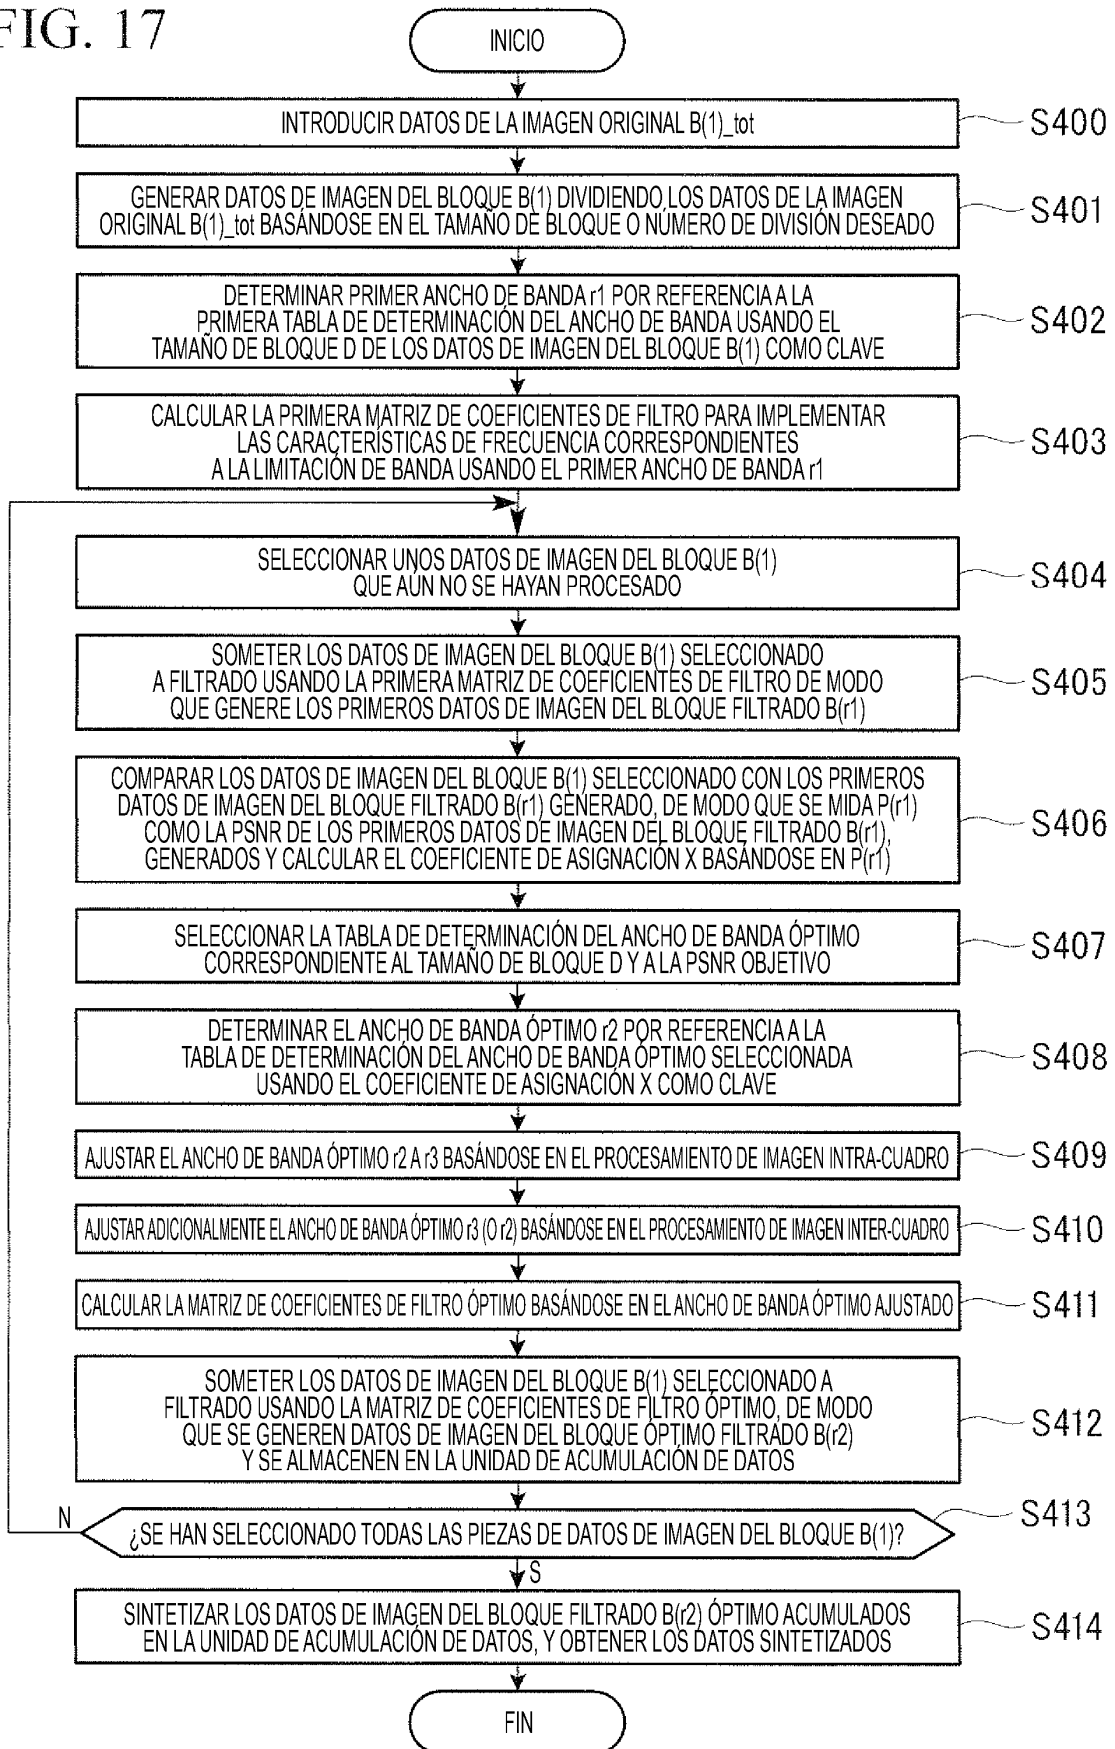 FIG. 17
INICIO
INTRODUCIR DATOS DE LA IMAGEN ORIGINAL B(1)_tot
S400
GENERAR DATOS DE IMAGEN DEL BLOQUE B(1) DIVIDIENDO LOS DATOS DE LA IMAGEN
ORIGINAL B(1)_tot BASÁNDOSE EN EL TAMAÑO DE BLOQUE O NÚMERO DE DIVISIÓN DESEADO
S401
DETERMINAR PRIMER ANCHO DE BANDA r1 POR REFERENCIA A LA
PRIMERA TABLA DE DETERMINACIÓN DEL ANCHO DE BANDA USANDO EL
TAMAÑO DE BLOQUE D DE LOS DATOS DE IMAGEN DEL BLOQUE B(1) COMO CLAVE
S402
CALCULAR LA PRIMERA MATRIZ DE COEFICIENTES DE FILTRO PARA IMPLEMENTAR
LAS CARACTERÍSTICAS DE FRECUENCIA CORRESPONDIENTES
A LA LIMITACIÓN DE BANDA USANDO EL PRIMER ANCHO DE BANDA r1
S403
SELECCIONAR UNOS DATOS DE IMAGEN DEL BLOQUE B(1)
QUE AÚN NO SE HAYAN PROCESADO
S404
SOMETER LOS DATOS DE IMAGEN DEL BLOQUE B(1) SELECCIONADO
A FILTRADO USANDO LA PRIMERA MATRIZ DE COEFICIENTES DE FILTRO DE MODO
QUE GENERE LOS PRIMEROS DATOS DE IMAGEN DEL BLOQUE FILTRADO B(r1)
S405
COMPARAR LOS DATOS DE IMAGEN DEL BLOQUE B(1) SELECCIONADO CON LOS PRIMEROS
DATOS DE IMAGEN DEL BLOQUE FILTRADO B(r1) GENERADO, DE MODO QUE SE MIDA P(r1)
COMO LA PSNR DE LOS PRIMEROS DATOS DE IMAGEN DEL BLOQUE FILTRADO B(r1),
GENERADOS Y CALCULAR EL COEFICIENTE DE ASIGNACIÓN X BASÁNDOSE EN P(r1)
S406
SELECCIONAR LA TABLA DE DETERMINACIÓN DEL ANCHO DE BANDA ÓPTIMO
CORRESPONDIENTE AL TAMAÑO DE BLOQUE D Y A LA PSNR OBJETIVO
S407
DETERMINAR EL ANCHO DE BANDA ÓPTIMO r2 POR REFERENCIA A LA
TABLA DE DETERMINACIÓN DEL ANCHO DE BANDA ÓPTIMO SELECCIONADA
USANDO EL COEFICIENTE DE ASIGNACIÓN X COMO CLAVE
S408
AJUSTAR EL ANCHO DE BANDA ÓPTIMO r2 A r3 BASÁNDOSE EN EL PROCESAMIENTO DE IMAGEN INTRA-CUADRO
S409
AJUSTAR ADICIONALMENTE EL ANCHO DE BANDA ÓPTIMO r3 (O r2) BASÁNDOSE EN EL PROCESAMIENTO DE IMAGEN INTER-CUADRO
S410
CALCULAR LA MATRIZ DE COEFICIENTES DE FILTRO ÓPTIMO BASÁNDOSE EN EL ANCHO DE BANDA ÓPTIMO AJUSTADO
S411
SOMETER LOS DATOS DE IMAGEN DEL BLOQUE B(1) SELECCIONADO A
FILTRADO USANDO LA MATRIZ DE COEFICIENTES DE FILTRO ÓPTIMO, DE MODO
QUE SE GENEREN DATOS DE IMAGEN DEL BLOQUE ÓPTIMO FILTRADO B(r2)
Y SE ALMACENEN EN LA UNIDAD DE ACUMULACIÓN DE DATOS
S412
N
¿SE HAN SELECCIONADO TODAS LAS PIEZAS DE DATOS DE IMAGEN DEL BLOQUE B(1)?
S413
S
SINTETIZAR LOS DATOS DE IMAGEN DEL BLOQUE FILTRADO B(r2) ÓPTIMO ACUMULADOS
EN LA UNIDAD DE ACUMULACIÓN DE DATOS, Y OBTENER LOS DATOS SINTETIZADOS
S414
FIN